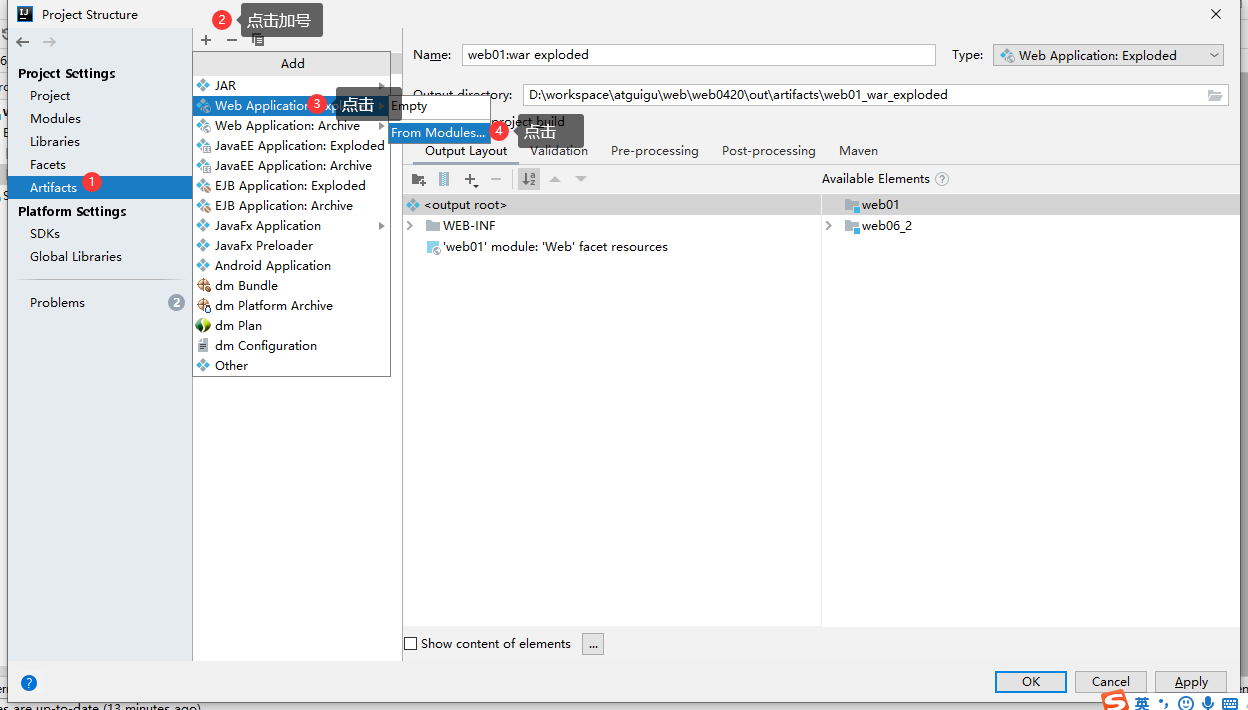 Project Structure
2 点击加号
Project Settings
Project
Modules
Libraries
Facets
Artifacts 1
Platform Settings
SDKs
Global Libraries
Problems 2
Add
JAR
Web Application: Expl
3 点击
Web Application: Archive
JavaEE Application: Exploded
JavaEE Application: Archive
EJB Application: Exploded
EJB Application: Archive
JavaFx Application
JavaFx Preloader
Android Application
dm Bundle
dm Platform Archive
dm Plan
dm Configuration
Other
Empty
From Modules...
4 点击
Name: web01:war exploded
Type: Web Application: Exploded
Output directory: D:\workspace\atguigu\web\web0420\out\artifacts\web01_war_exploded
project build
Output Layout Validation Pre-processing Post-processing Maven
Available Elements ?
<output root>
WEB-INF
'web01' module: 'Web' facet resources
web01
web06_2
Show content of elements ...
? OK Cancel Apply
S 英
es are up-to-date (13 minutes ago)